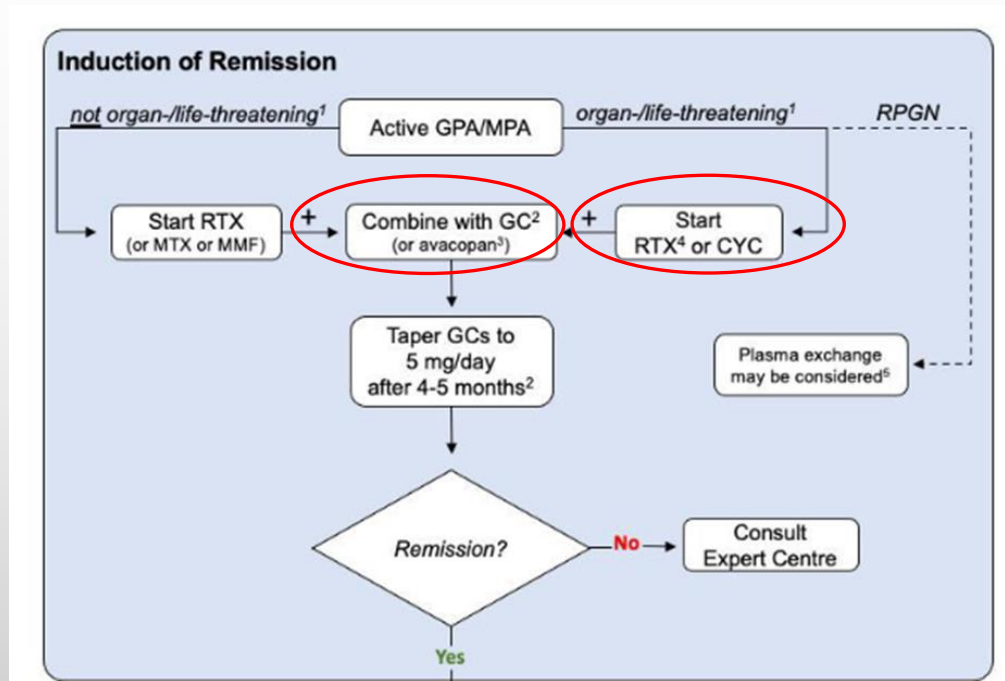 Induction of Remission
not organ-/life-threatening¹
Active GPA/MPA
organ-/life-threatening¹
RPGN
Start RTX
(or MTX or MMF)
+
Combine with GC²
(or avacopan³)
+
Start
RTX⁴ or CYC
Taper GCs to
5 mg/day
after 4-5 months²
Plasma exchange
may be considered⁵
Remission?
No
Consult
Expert Centre
Yes